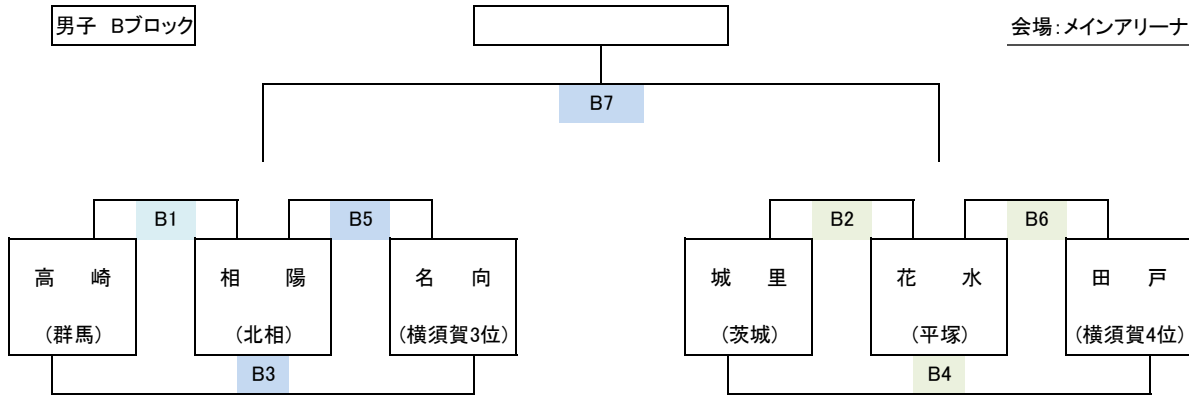 男子 Bブロック
会場:メインアリーナ
B7
B1
B5
B2
B6
高　崎
相　陽
名　向
城　里
花　水
田　戸
(群馬)
(北相)
(横須賀3位)
(茨城)
(平塚)
(横須賀4位)
B3
B4